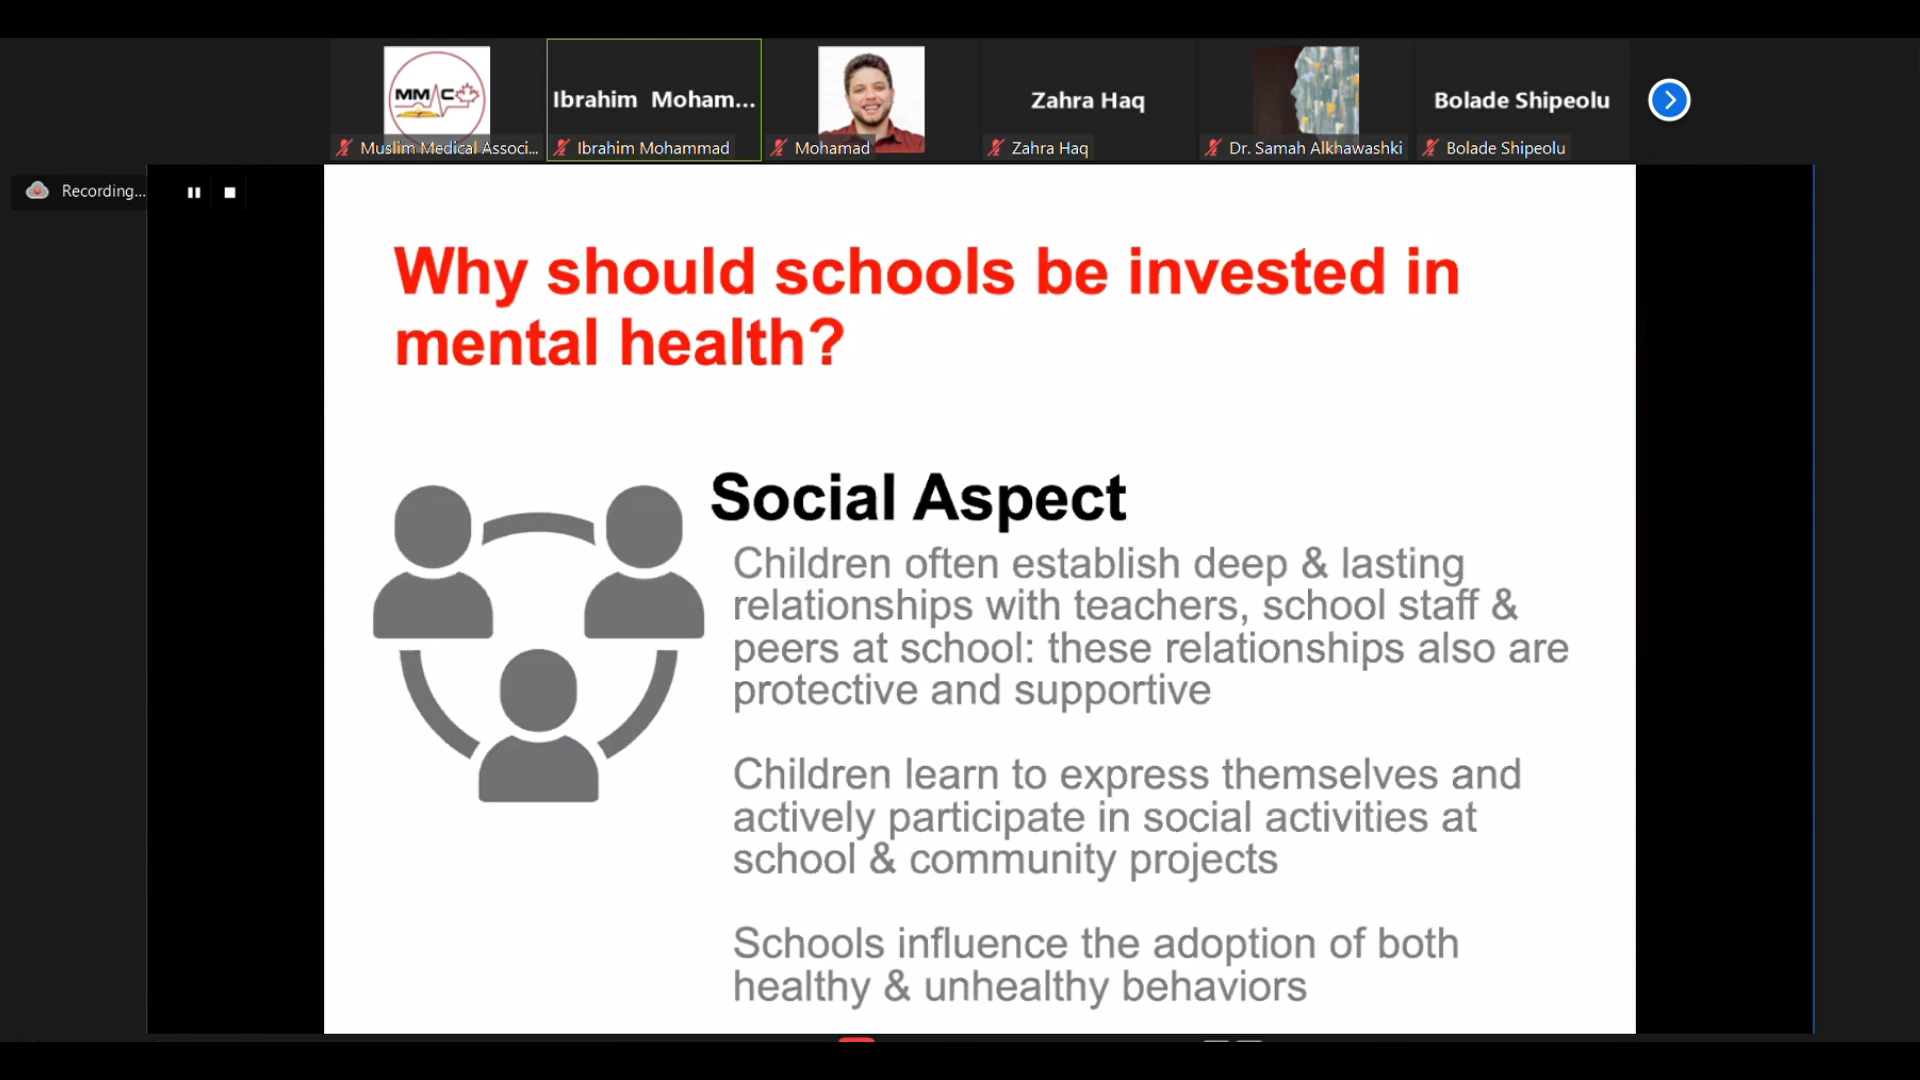 MMAC
Ibrahim Moham...
Zahra Haq
Bolade Shipeolu
Muslim Medical Associ...
Ibrahim Mohammad
Mohamad
Zahra Haq
Dr. Samah Alkhawashki
Bolade Shipeolu
Recording...
Why should schools be invested in
mental health?
Social Aspect
Children often establish deep & lasting
relationships with teachers, school staff &
peers at school: these relationships also are
protective and supportive
Children learn to express themselves and
actively participate in social activities at
school & community projects
Schools influence the adoption of both
healthy & unhealthy behaviors